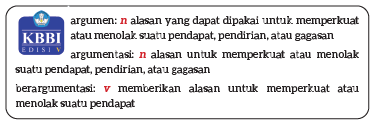 argumen: n alasan yang dapat dipakai untuk memperkuat
atau menolak suatu pendapat, pendirian, atau gagasan
KBBI
EDISI V
argumentasi: n alasan untuk memperkuat atau menolak
suatu pendapat, pendirian, atau gagasan
berargumentasi: v memberikan alasan untuk memperkuat atau
menolak suatu pendapat